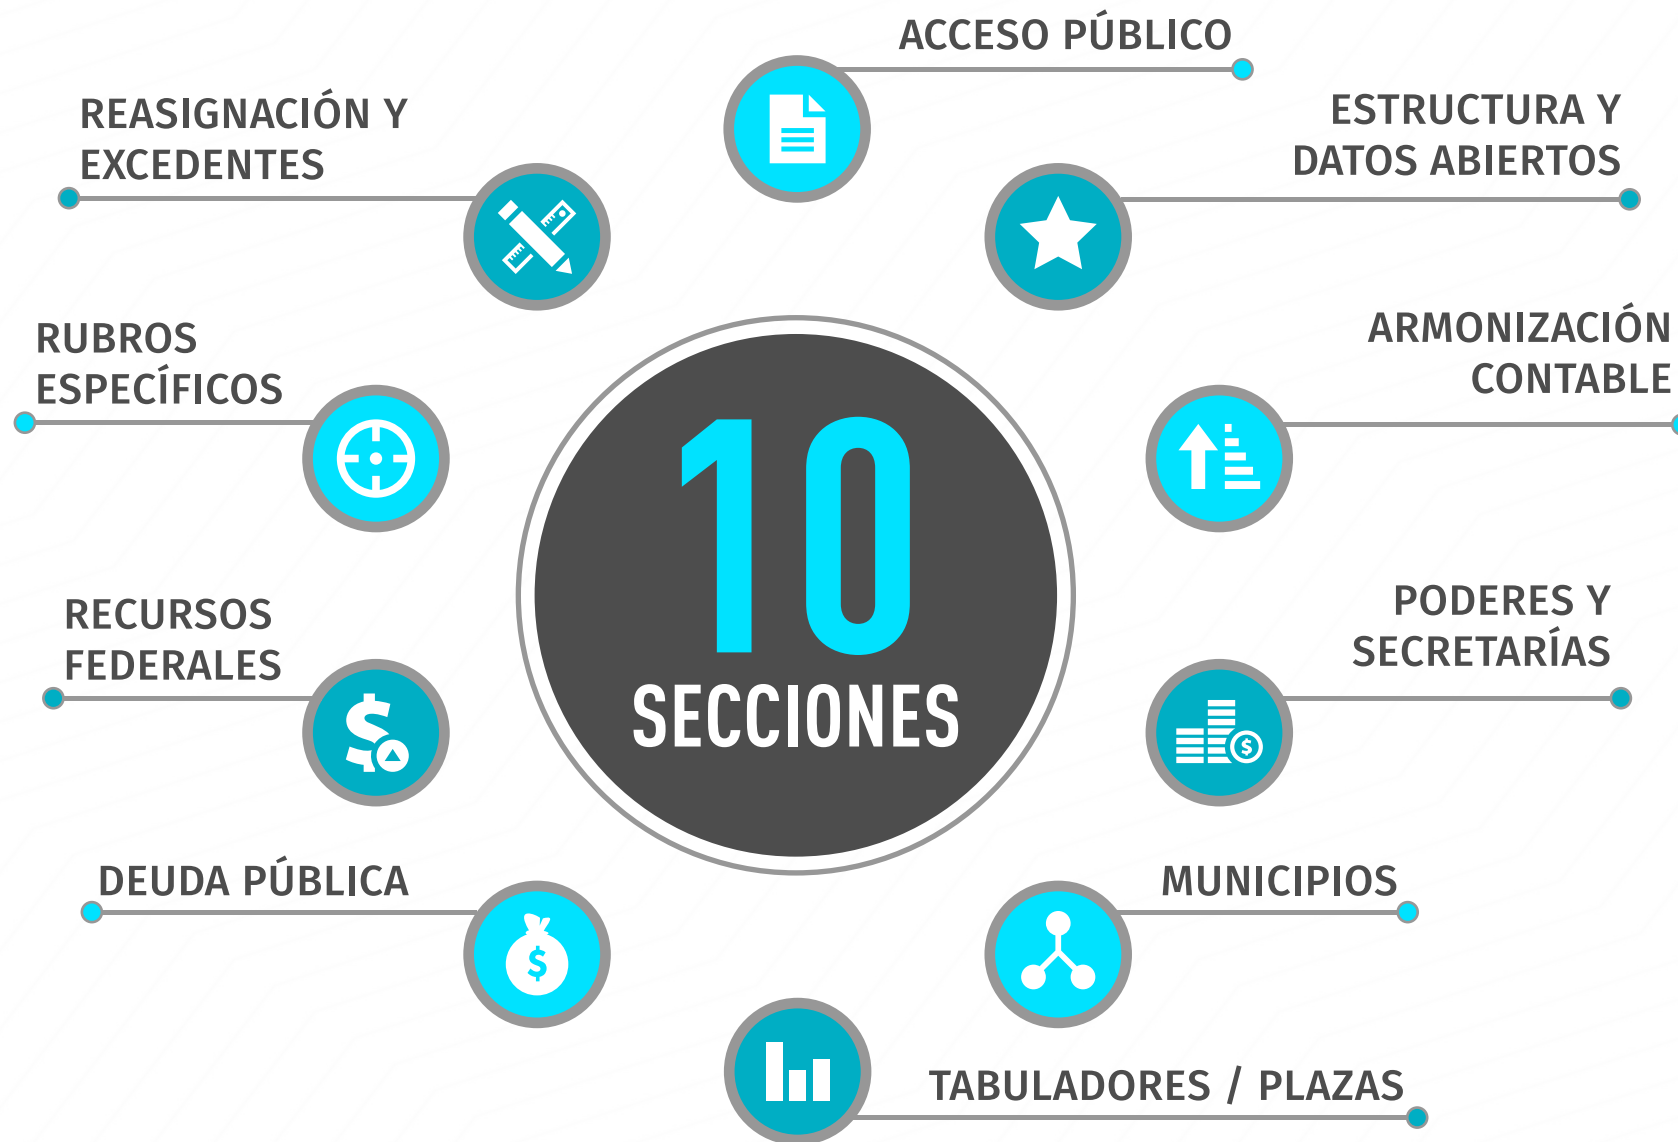 ACCESO PÚBLICO
ESTRUCTURA Y
DATOS ABIERTOS
ARMONIZACIÓN
CONTABLE
PODERES Y
SECRETARÍAS
MUNICIPIOS
TABULADORES / PLAZAS
DEUDA PÚBLICA
RECURSOS
FEDERALES
RUBROS
ESPECÍFICOS
REASIGNACIÓN Y
EXCEDENTES
10
SECCIONES